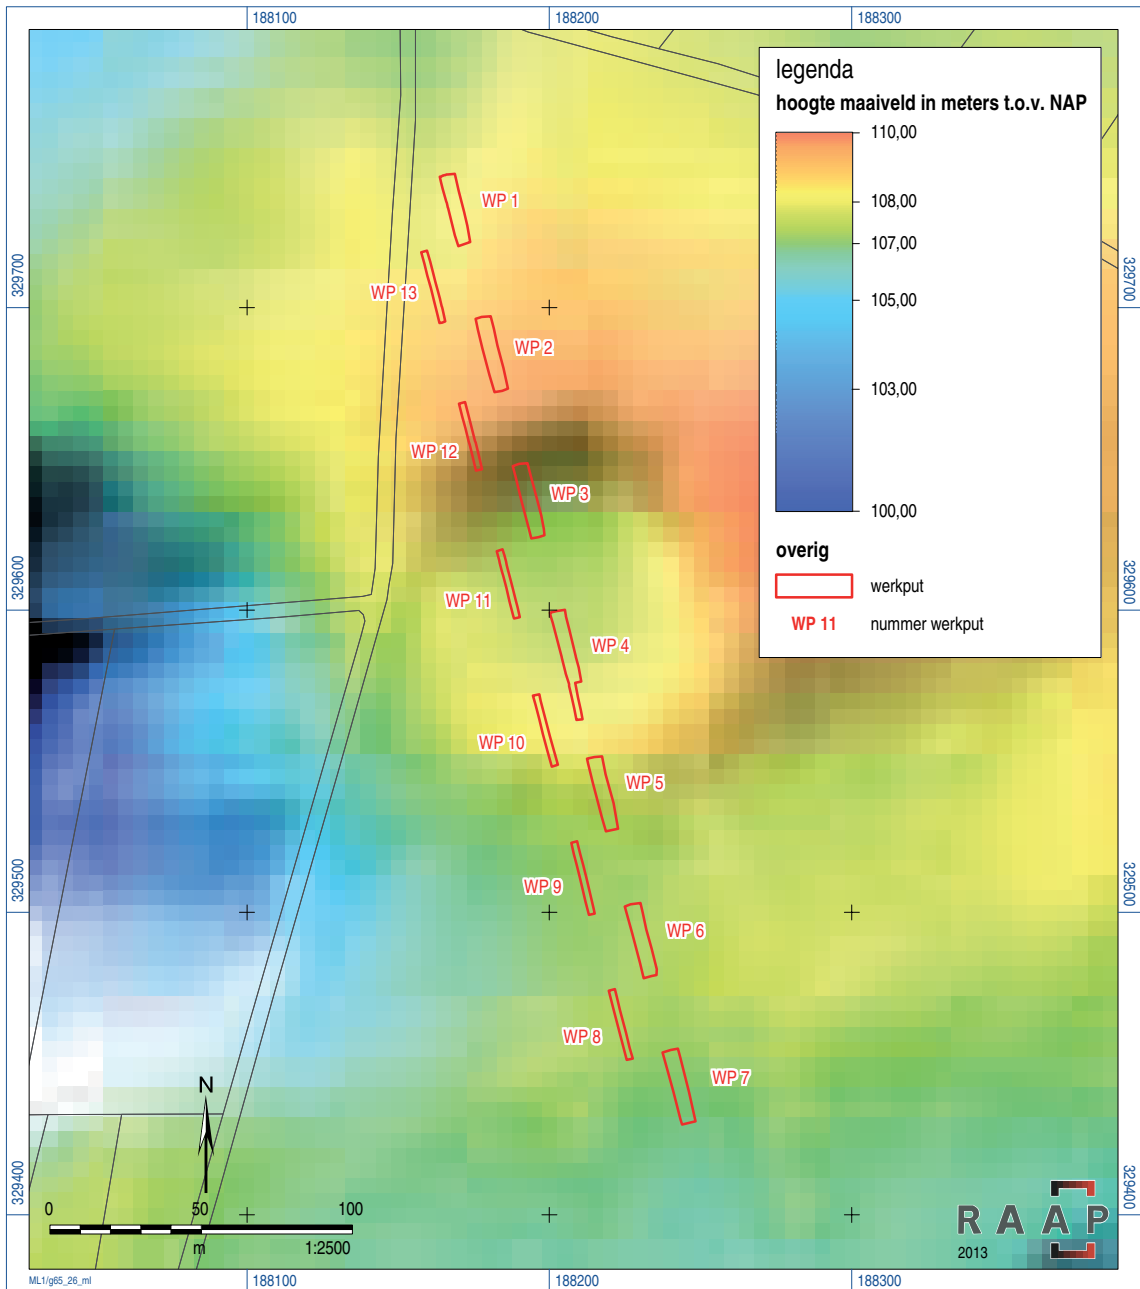 188100
188200
188300
legenda
hoogte maaiveld in meters t.o.v. NAP
110,00
108,00
107,00
105,00
103,00
100,00
overig
werkput
WP 11 nummer werkput
WP 1
329700
WP 13
329700
WP 2
WP 12
WP 3
329600
WP 11
329600
WP 4
WP 10
WP 5
WP 9
329500
WP 6
329500
WP 8
WP 7
N
329400
0 50 100
m 1:2500
329400
RAAP
2013
ML1/g65_26_ml
188100
188200
188300